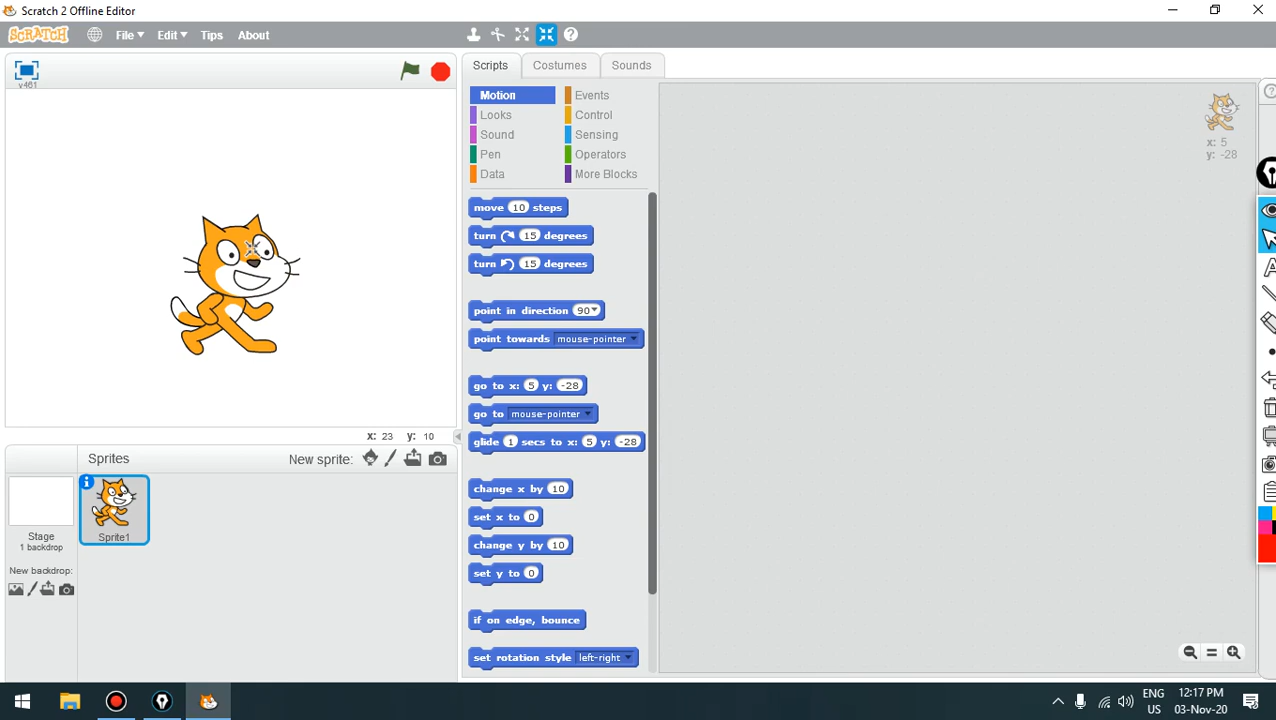 Scratch 2 Offline Editor
SCRATCH File Edit Tips About
v461
Scripts Costumes Sounds
Motion Events
Looks Control
Sound Sensing
Pen Operators
Data More Blocks
x: 5
y: -28
move 10 steps
turn 15 degrees
turn 15 degrees
point in direction 90
point towards mouse-pointer
go to x: 5 y: -28
go to mouse-pointer
glide 1 secs to x: 5 y: -28
change x by 10
set x to 0
change y by 10
set y to 0
if on edge, bounce
set rotation style left-right
x: 23 y: 10
Sprites New sprite:
Stage
1 backdrop
Sprite1
New backdrop:
ENG
US
12:17 PM
03-Nov-20